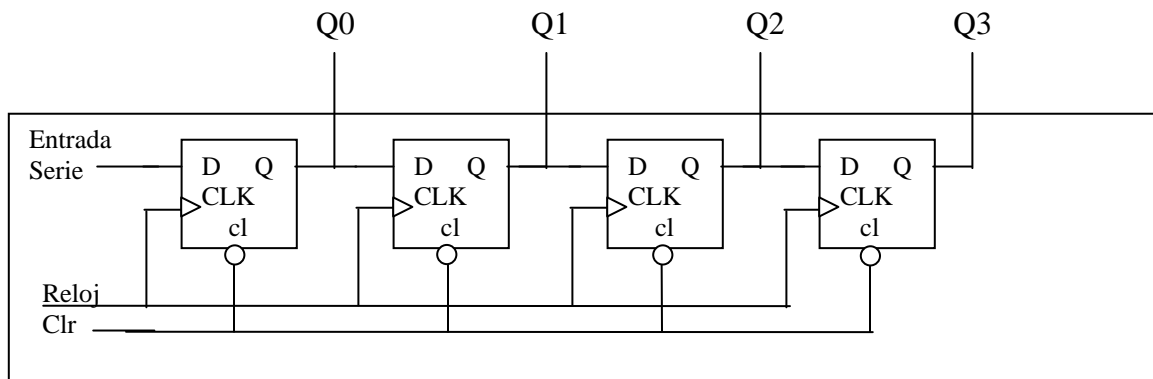 Q0 Q1 Q2 Q3
Entrada
Serie
D Q D Q D Q D Q
CLK CLK CLK CLK
cl cl cl cl
Reloj
Clr